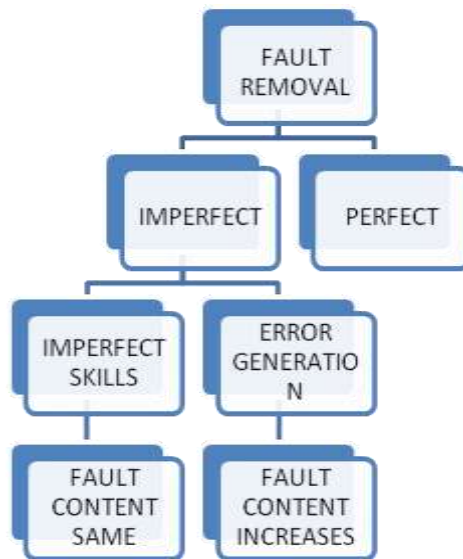 FAULT
REMOVAL
IMPERFECT
PERFECT
IMPERFECT
SKILLS
ERROR
GENERATIO
N
FAULT
CONTENT
SAME
FAULT
CONTENT
INCREASES